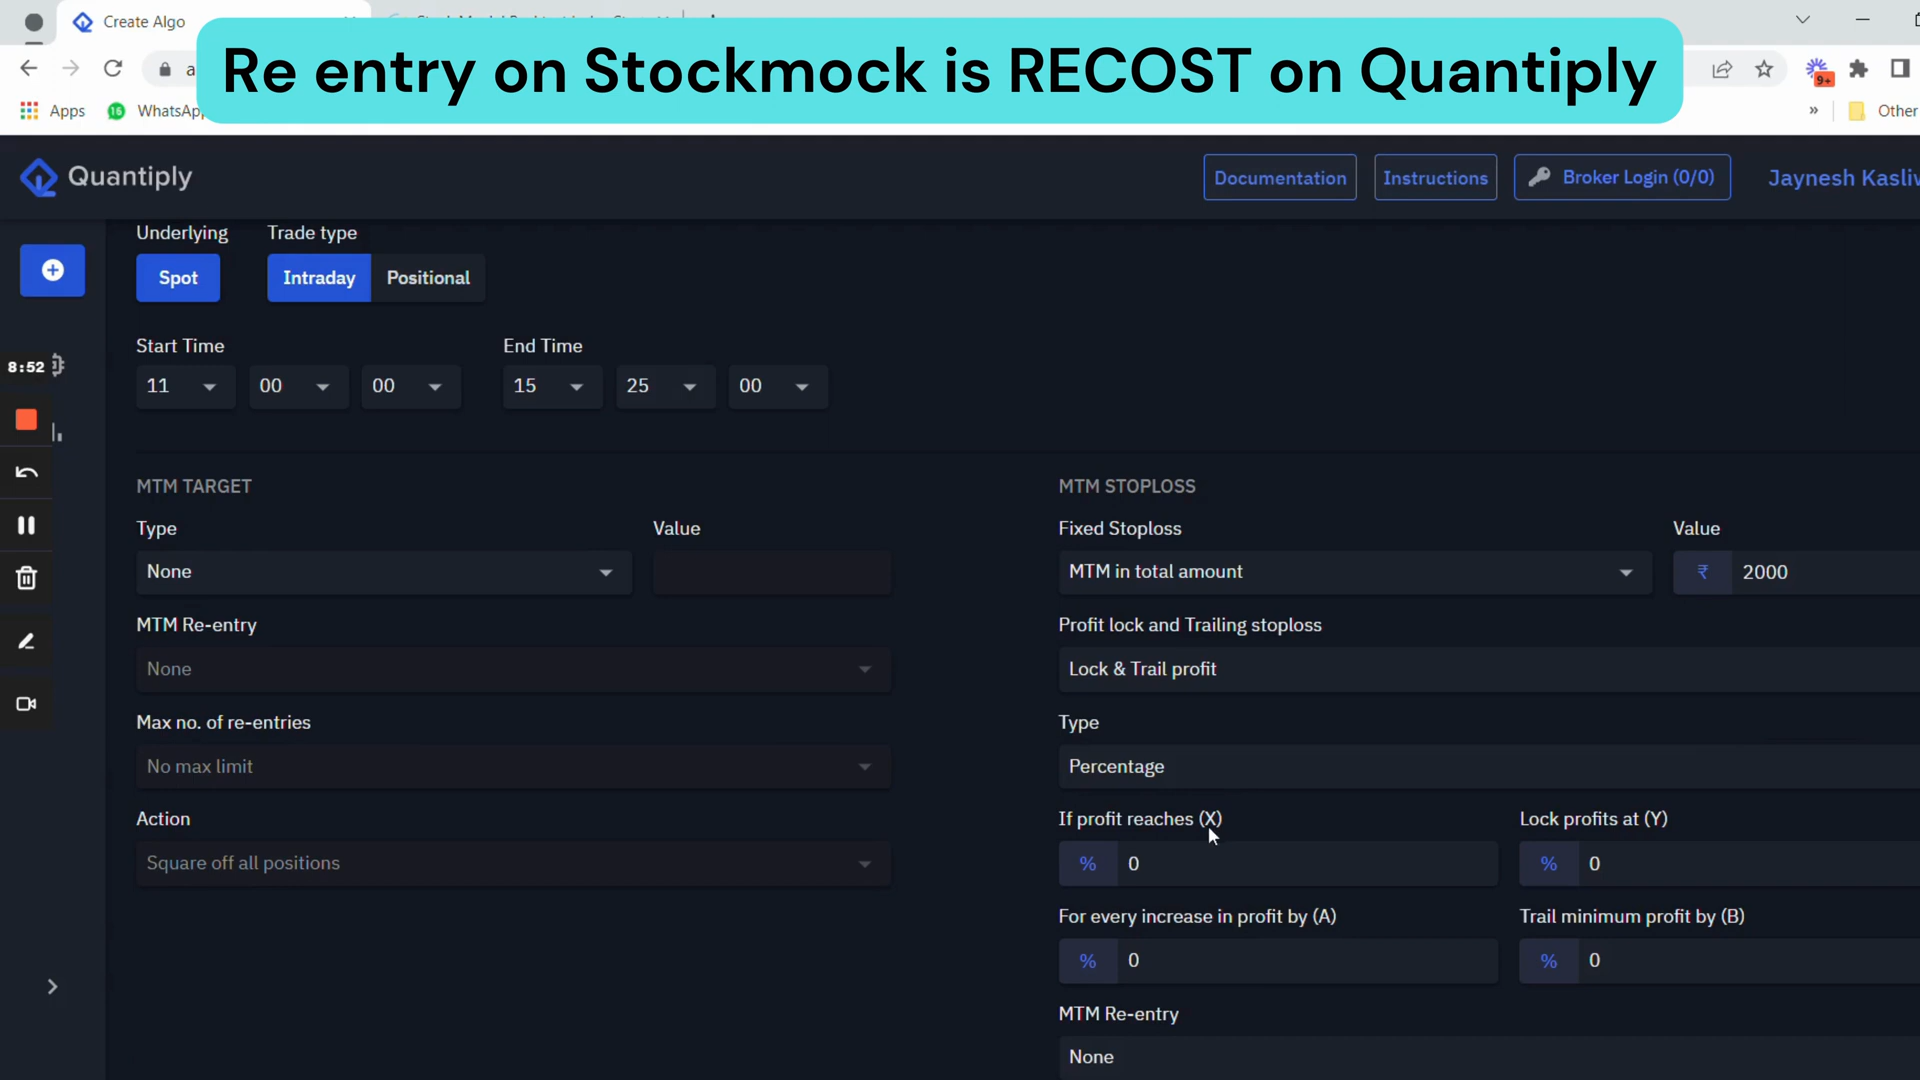 Create Algo
Re entry on Stockmock is RECOST on Quantiply
9+
Apps
16
WhatsApp
»
Other
Quantiply
Documentation
Instructions
Broker Login (0/0)
Jaynesh Kasliv
Underlying
Trade type
Spot
Intraday
Positional
Start Time
End Time
8:52
11
00
00
15
25
00
MTM TARGET
MTM STOPLOSS
Type
Value
Fixed Stoploss
Value
None
MTM in total amount
₹
2000
MTM Re-entry
Profit lock and Trailing stoploss
None
Lock & Trail profit
Max no. of re-entries
Type
No max limit
Percentage
Action
If profit reaches (X)
Lock profits at (Y)
Square off all positions
%
0
%
0
For every increase in profit by (A)
Trail minimum profit by (B)
%
0
%
0
MTM Re-entry
None